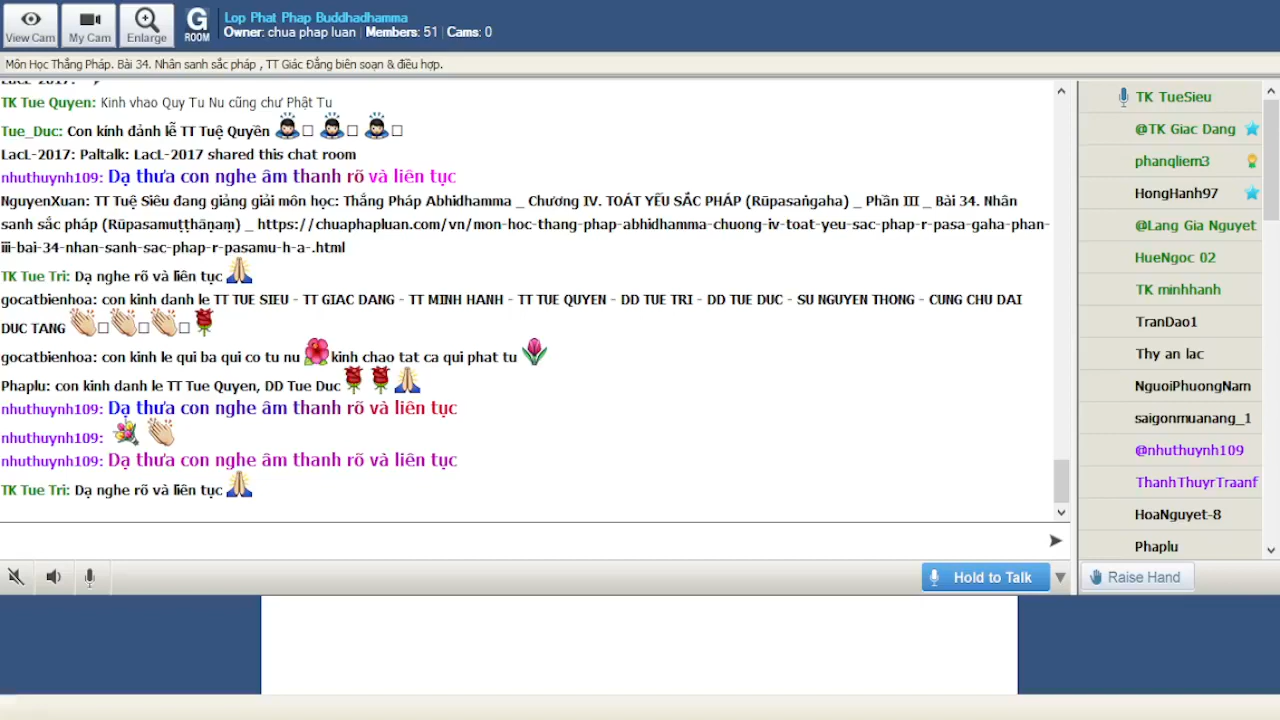 View Cam
My Cam
Enlarge
G
ROOM
Lop Phat Phap Buddhadhamma
Owner: chua phap luan | Members: 51 | Cams: 0
Môn Học Thắng Pháp. Bài 34. Nhân sanh sắc pháp , TT Giác Đẳng biên soạn & điều hợp.
TK Tue Quyen: Kinh vhao Quy Tu Nu cũng chư Phật Tu
Tue_Duc: Con kính đảnh lễ TT Tuệ Quyền
LacL-2017: Paltalk: LacL-2017 shared this chat room
nhuthuynh109: Dạ thưa con nghe âm thanh rõ và liên tục
NguyenXuan: TT Tuệ Siêu đang giảng giải môn học: Thắng Pháp Abhidhamma _ Chương IV. TOÁT YẾU SẮC PHÁP (Rūpasaṅgaha) _ Phần III _ Bài 34. Nhân
sanh sắc pháp (Rūpasamuṭṭhāṇaṃ) _ https://chuaphapluan.com/vn/mon-hoc-thang-phap-abhidhamma-chuong-iv-toat-yeu-sac-phap-r-pasa-gaha-phan-
iii-bai-34-nhan-sanh-sac-phap-r-pasamu-h-a-.html
TK Tue Tri: Dạ nghe rõ và liên tục
gocatbienhoa: con kinh danh le TT TUE SIEU - TT GIAC DANG - TT MINH HANH - TT TUE QUYEN - DD TUE TRI - DD TUE DUC - SU NGUYEN THONG - CUNG CHU DAI
DUC TANG
gocatbienhoa: con kinh le qui ba qui co tu nu kinh chao tat ca qui phat tu
Phaplu: con kinh danh le TT Tue Quyen, DD Tue Duc
nhuthuynh109: Dạ thưa con nghe âm thanh rõ và liên tục
nhuthuynh109:
nhuthuynh109: Dạ thưa con nghe âm thanh rõ và liên tục
TK Tue Tri: Dạ nghe rõ và liên tục
Hold to Talk
TK TueSieu
@TK Giac Dang
phanqliem3
HongHanh97
@Lang Gia Nguyet
HueNgoc 02
TK minhhanh
TranDao1
Thy an lac
NguoiPhuongNam
saigonmuanang_1
@nhuthuynh109
ThanhThuyrTraanf
HoaNguyet-8
Phaplu
Raise Hand